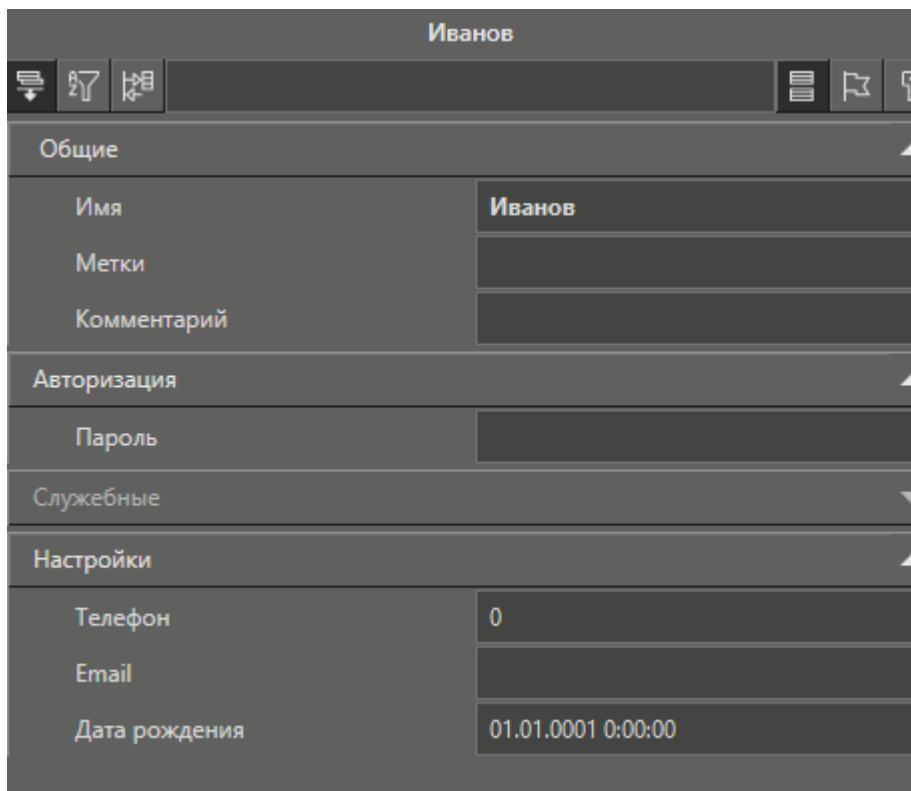 Иванов
Общие
Имя Иванов
Метки
Комментарий
Авторизация
Пароль
Служебные
Настройки
Телефон 0
Email
Дата рождения 01.01.0001 0:00:00